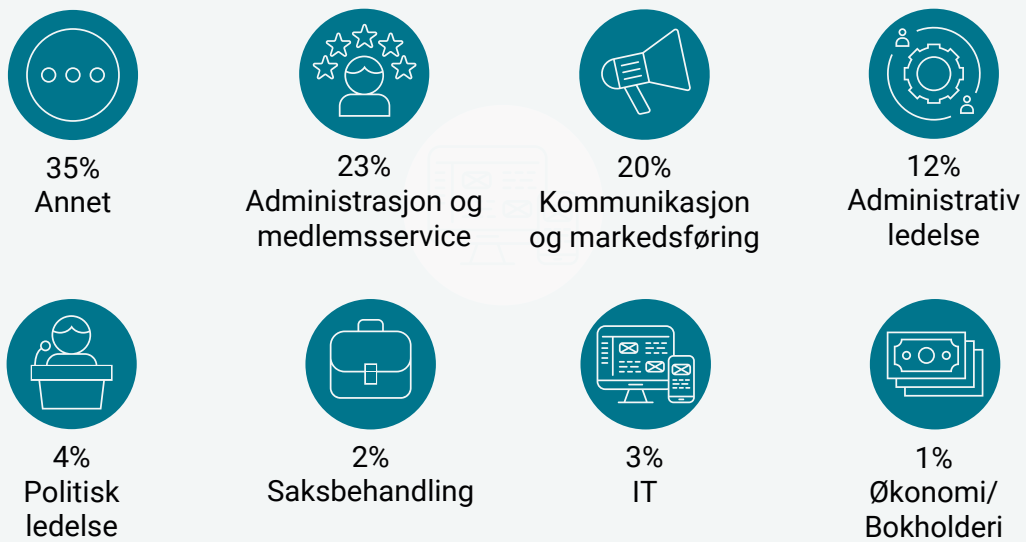 35%
Annet
23%
Administrasjon og
medlemsservice
20%
Kommunikasjon
og markedsføring
12%
Administrativ
ledelse
4%
Politisk
ledelse
2%
Saksbehandling
3%
IT
1%
Økonomi/
Bokholderi